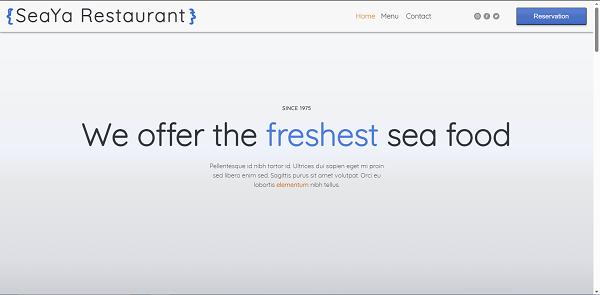 {SeaYa Restaurant}
Home Menu Contact
Reservation
SINCE 1975
We offer the freshest sea food
Pellentesque id nibh tortor id. Ultrices dui sapien eget mi proin
sed libero enim sed. Sagittis purus sit amet volutpat. Orci eu
lobortis elementum nibh tellus.